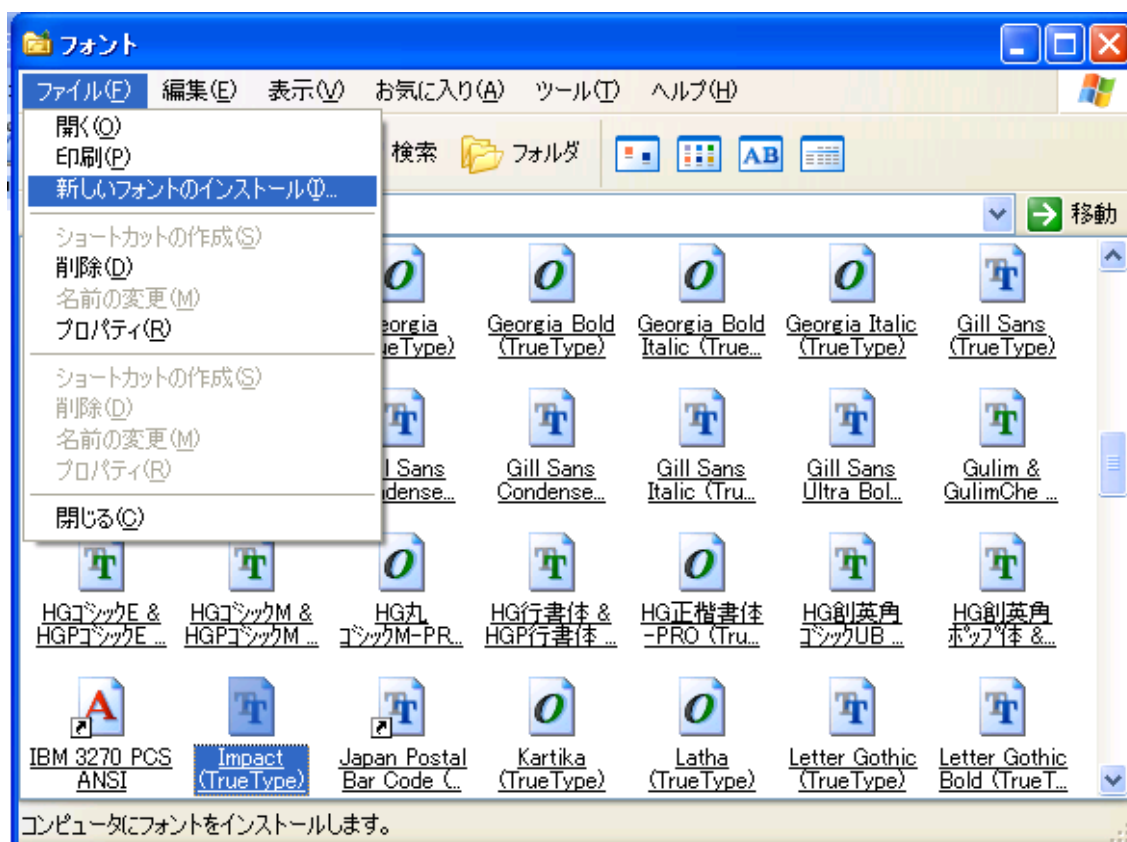 フォント
ファイル(F) 編集(E) 表示(V) お気に入り(A) ツール(T) ヘルプ(H)
開く(O)
印刷(P)
新しいフォントのインストール(I)...
ショートカットの作成(S)
削除(D)
名前の変更(M)
プロパティ(R)
ショートカットの作成(S)
削除(D)
名前の変更(M)
プロパティ(R)
閉じる(C)
検索 フォルダ AB
移動
eorgia Georgia Bold Georgia Bold Georgia Italic Gill Sans
ueType) (TrueType) Italic (True... (TrueType) (TrueType)
l Sans Gill Sans Gill Sans Gill Sans Gulim &
dense... Condense... Italic (Tru... Ultra Bol... GulimChe ...
HGゴシックE & HGゴシックM & HG丸 HG行書体 & HG正楷書体 HG創英角 HG創英角
HGPゴシックE ... HGPゴシックM ... ゴシックM-PR... HGP行書体 ... -PRO (Tru... ゴシックUB ... ポップ体 &...
IBM 3270 PCS Impact Japan Postal Kartika Latha Letter Gothic Letter Gothic
ANSI (TrueType) Bar Code (... (TrueType) (TrueType) (TrueType) Bold (TrueT...
コンピュータにフォントをインストールします。